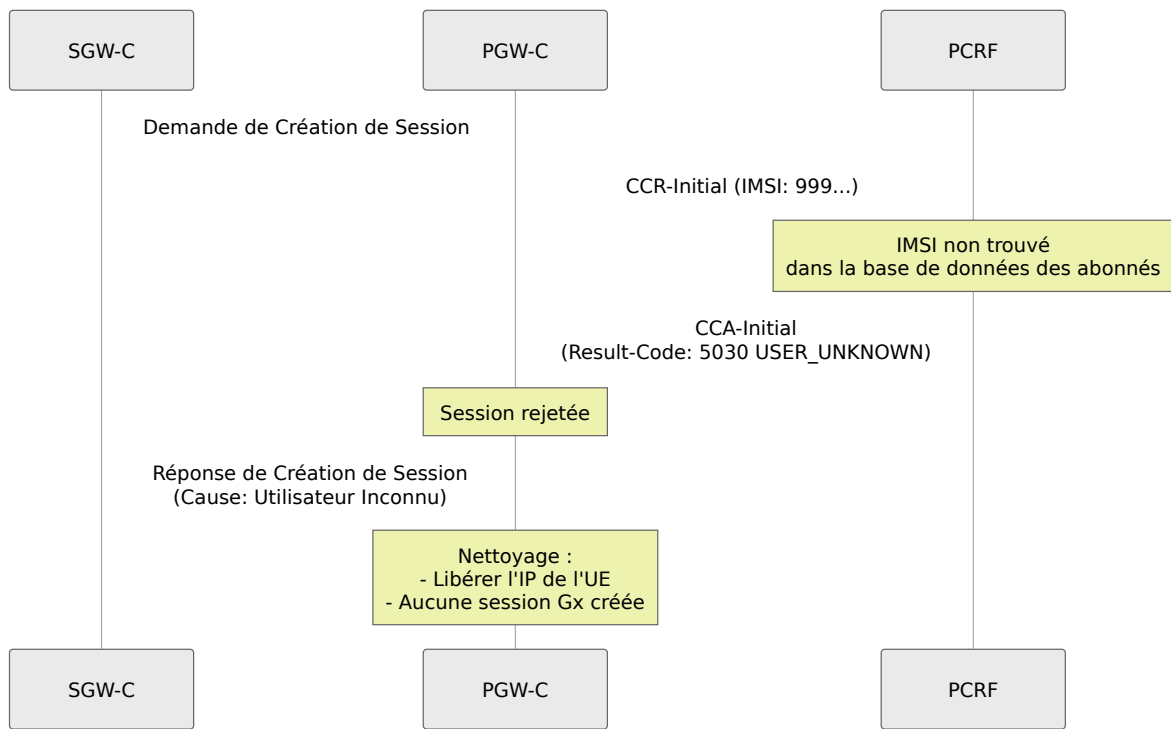 SGW-C
PGW-C
PCRF
Demande de Création de Session
CCR-Initial (IMSI: 999...)
IMSI non trouvé
dans la base de données des abonnés
CCA-Initial
(Result-Code: 5030 USER_UNKNOWN)
Session rejetée
Réponse de Création de Session
(Cause: Utilisateur Inconnu)
Nettoyage :
- Libérer l'IP de l'UE
- Aucune session Gx créée
SGW-C
PGW-C
PCRF